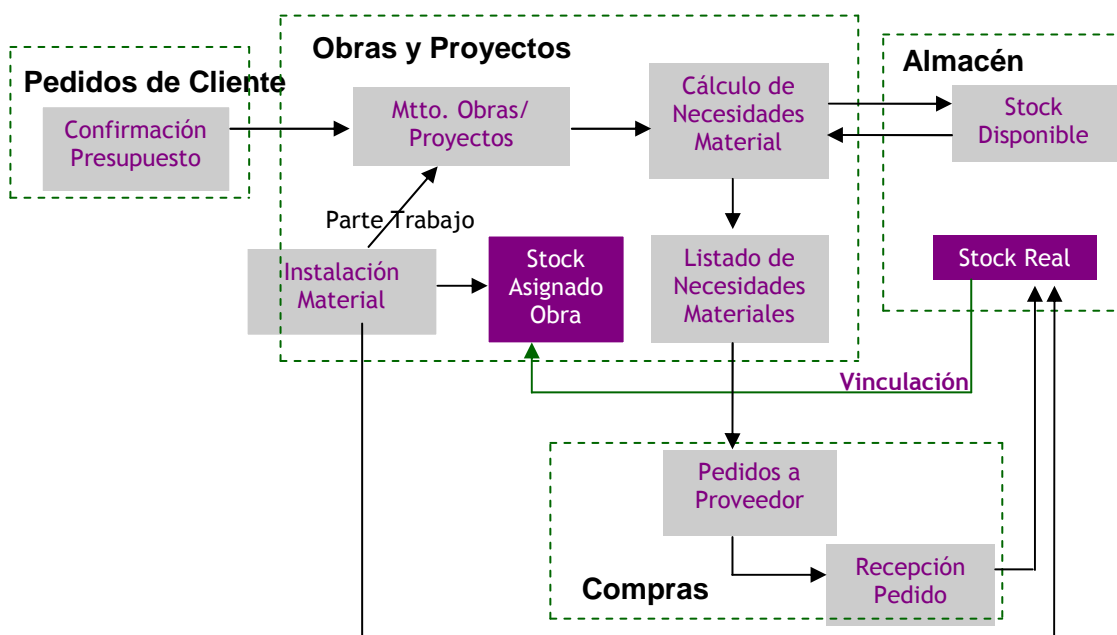 Obras y Proyectos
Pedidos de Cliente
Almacén
Confirmación
Presupuesto
Mtto. Obras/
Proyectos
Cálculo de
Necesidades
Material
Stock
Disponible
Parte Trabajo
Instalación
Material
Stock
Asignado
Obra
Listado de
Necesidades
Materiales
Stock Real
Vinculación
Pedidos a
Proveedor
Compras
Recepción
Pedido